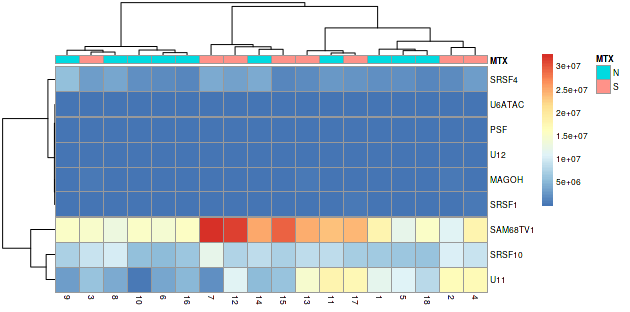 MTX
SRSF4
U6ATAC
PSF
U12
MAGOH
SRSF1
SAM68TV1
SRSF10
U11
9 3 8 10 6 16 7 12 14 15 13 11 17 1 5 18 2 4
3e+07
2.5e+07
2e+07
1.5e+07
1e+07
5e+06
MTX
N
S